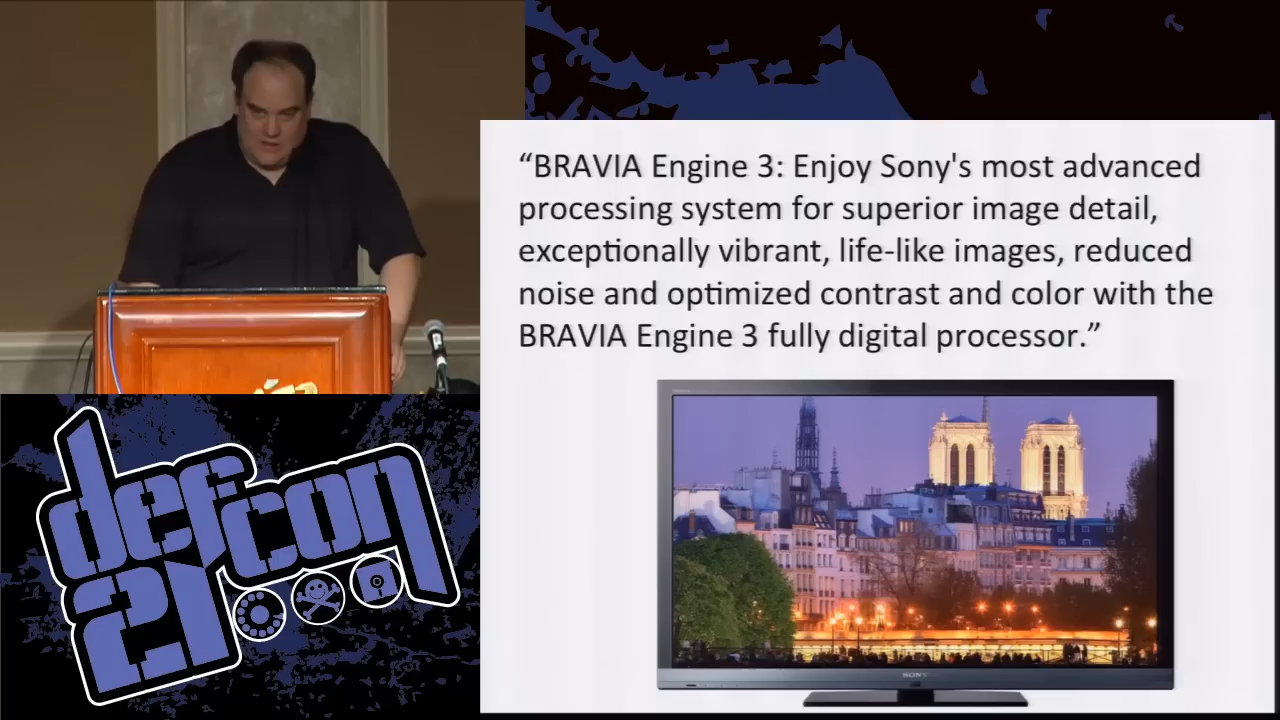 “BRAVIA Engine 3: Enjoy Sony's most advanced
processing system for superior image detail,
exceptionally vibrant, life-like images, reduced
noise and optimized contrast and color with the
BRAVIA Engine 3 fully digital processor.”
SONY
defcon
21